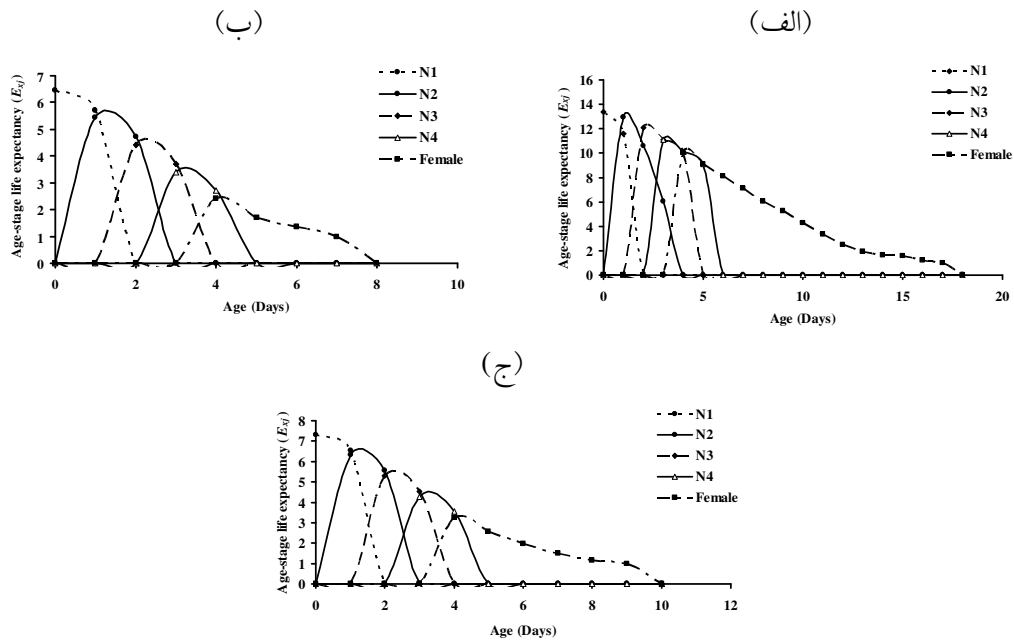 (ب)
Age-stage life expectancy (Exj)
7
6
5
4
3
2
1
0
0 2 4 6 8 10
Age (Days)
N1
N2
N3
N4
Female
(الف)
Age-stage life expectancy (Exj)
16
14
12
10
8
6
4
2
0
0 5 10 15 20
Age (Days)
N1
N2
N3
N4
Female
(ج)
Age-stage life expectancy (Exj)
8
7
6
5
4
3
2
1
0
0 2 4 6 8 10 12
Age (Days)
N1
N2
N3
N4
Female